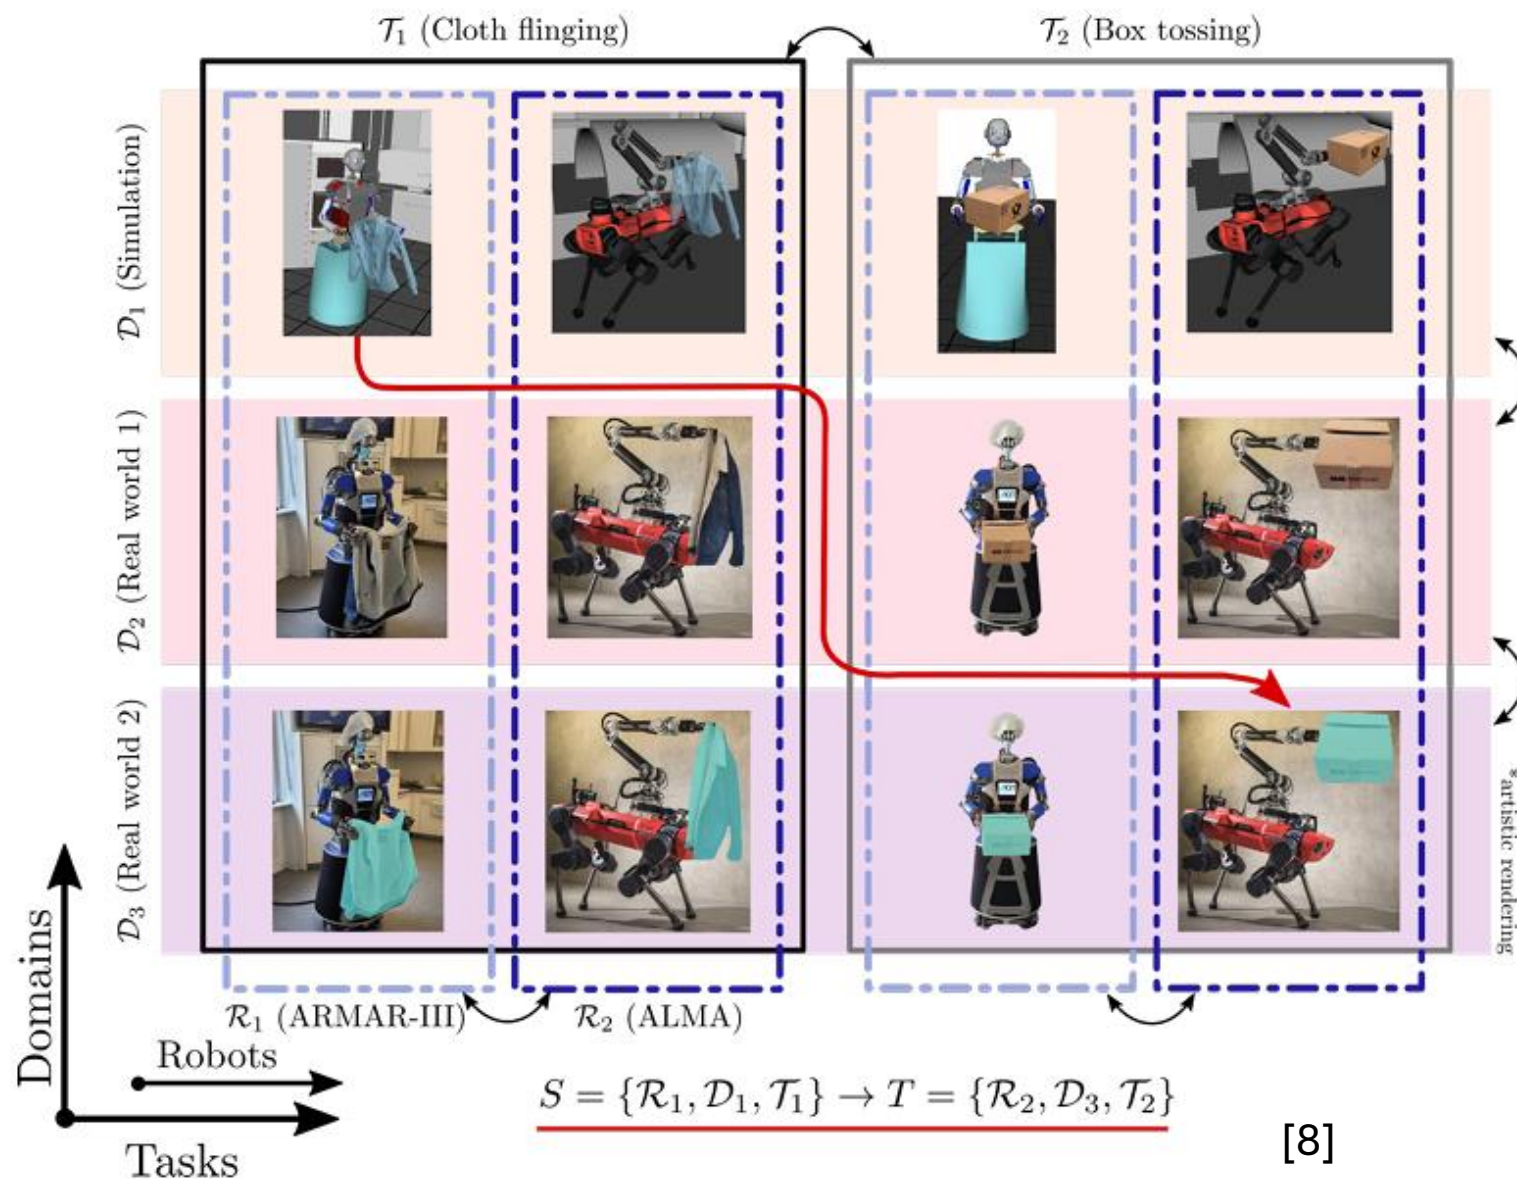 𝒯₁ (Cloth flinging)
𝒯₂ (Box tossing)
𝒟₁ (Simulation)
𝒟₂ (Real world 1)
𝒟₃ (Real world 2)
*artistic rendering
ℛ₁ (ARMAR-III)
ℛ₂ (ALMA)
Domains
Robots
Tasks
S = {ℛ₁, 𝒟₁, 𝒯₁} → T = {ℛ₂, 𝒟₃, 𝒯₂}
[8]